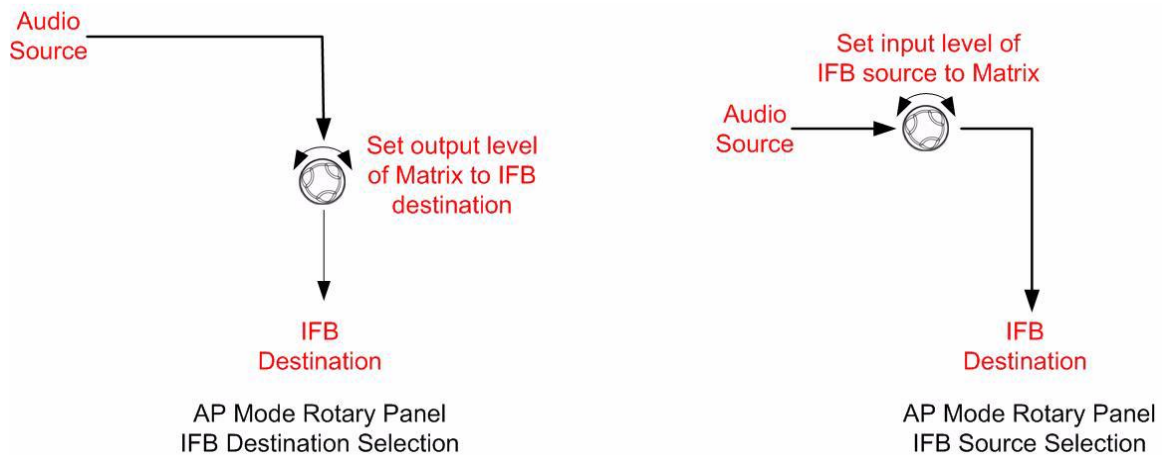 Audio
Source
Set output level
of Matrix to IFB
destination
IFB
Destination
AP Mode Rotary Panel
IFB Destination Selection
Set input level of
IFB source to Matrix
Audio
Source
IFB
Destination
AP Mode Rotary Panel
IFB Source Selection